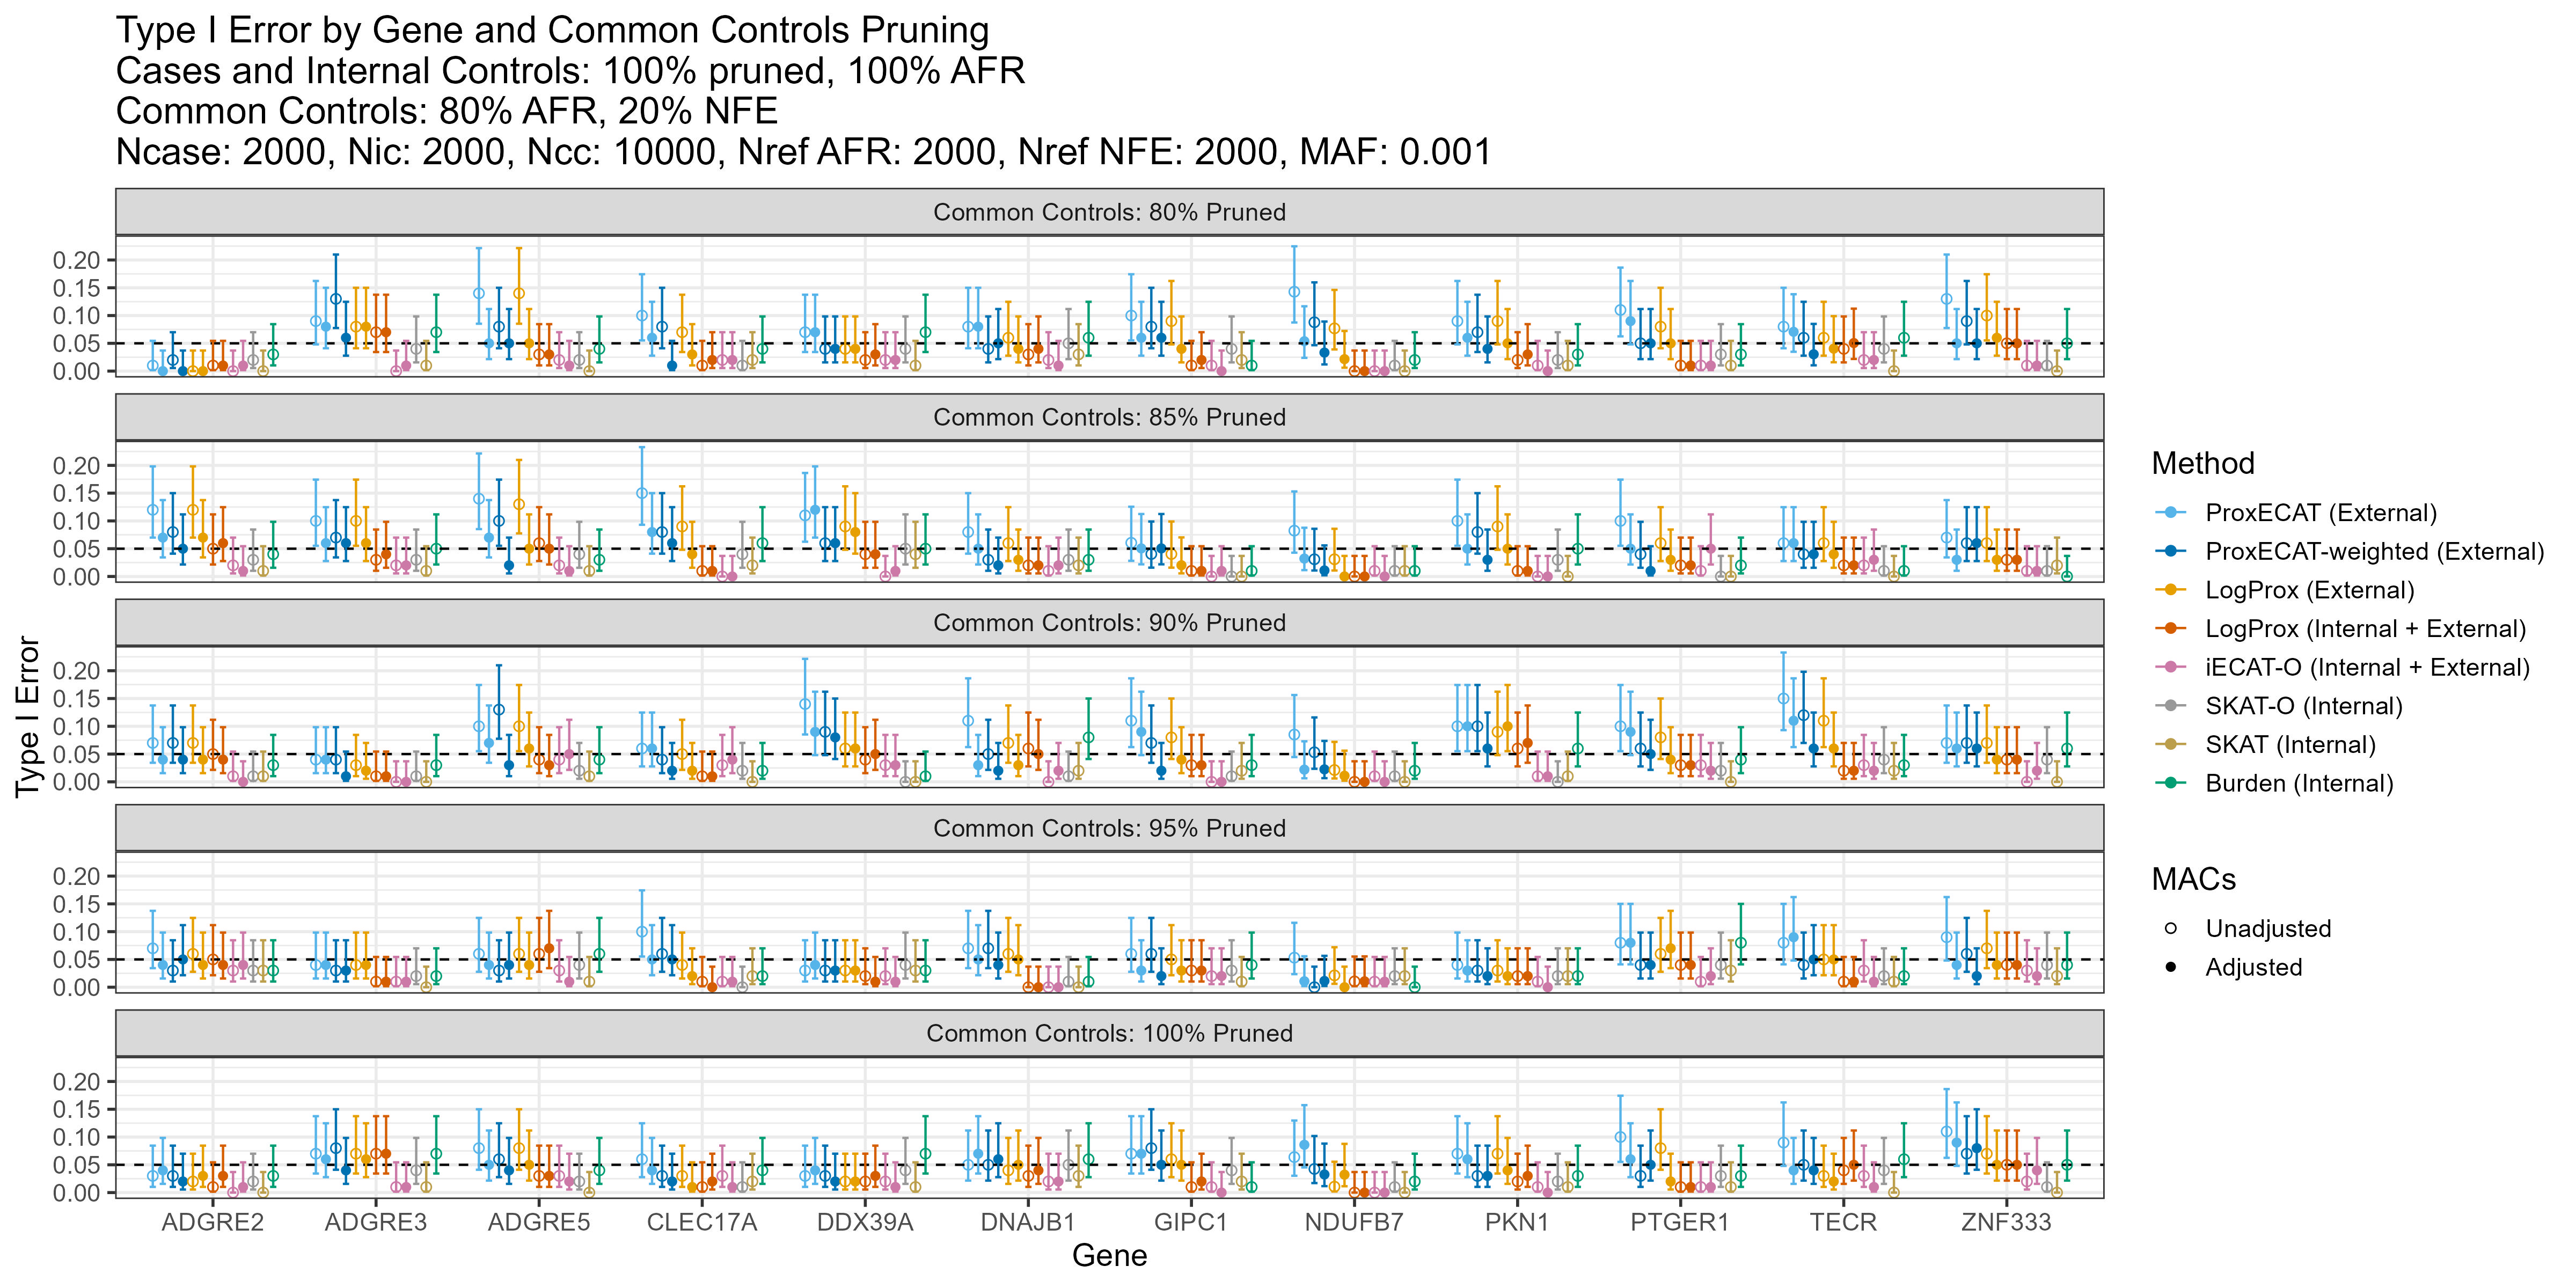 Type I Error by Gene and Common Controls Pruning
Cases and Internal Controls: 100% pruned, 100% AFR
Common Controls: 80% AFR, 20% NFE
Ncase: 2000, Nic: 2000, Ncc: 10000, Nref AFR: 2000, Nref NFE: 2000, MAF: 0.001
Common Controls: 80% Pruned
0.20
0.15
0.10
0.05
0.00
Common Controls: 85% Pruned
0.20
0.15
0.10
0.05
0.00
Common Controls: 90% Pruned
0.20
0.15
0.10
0.05
0.00
Common Controls: 95% Pruned
0.20
0.15
0.10
0.05
0.00
Common Controls: 100% Pruned
0.20
0.15
0.10
0.05
0.00
Type I Error
ADGRE2 ADGRE3 ADGRE5 CLEC17A DDX39A DNAJB1 GIPC1 NDUFB7 PKN1 PTGER1 TECR ZNF333
Gene
Method
ProxECAT (External)
ProxECAT-weighted (External)
LogProx (External)
LogProx (Internal + External)
iECAT-O (Internal + External)
SKAT-O (Internal)
SKAT (Internal)
Burden (Internal)
MACs
Unadjusted
Adjusted